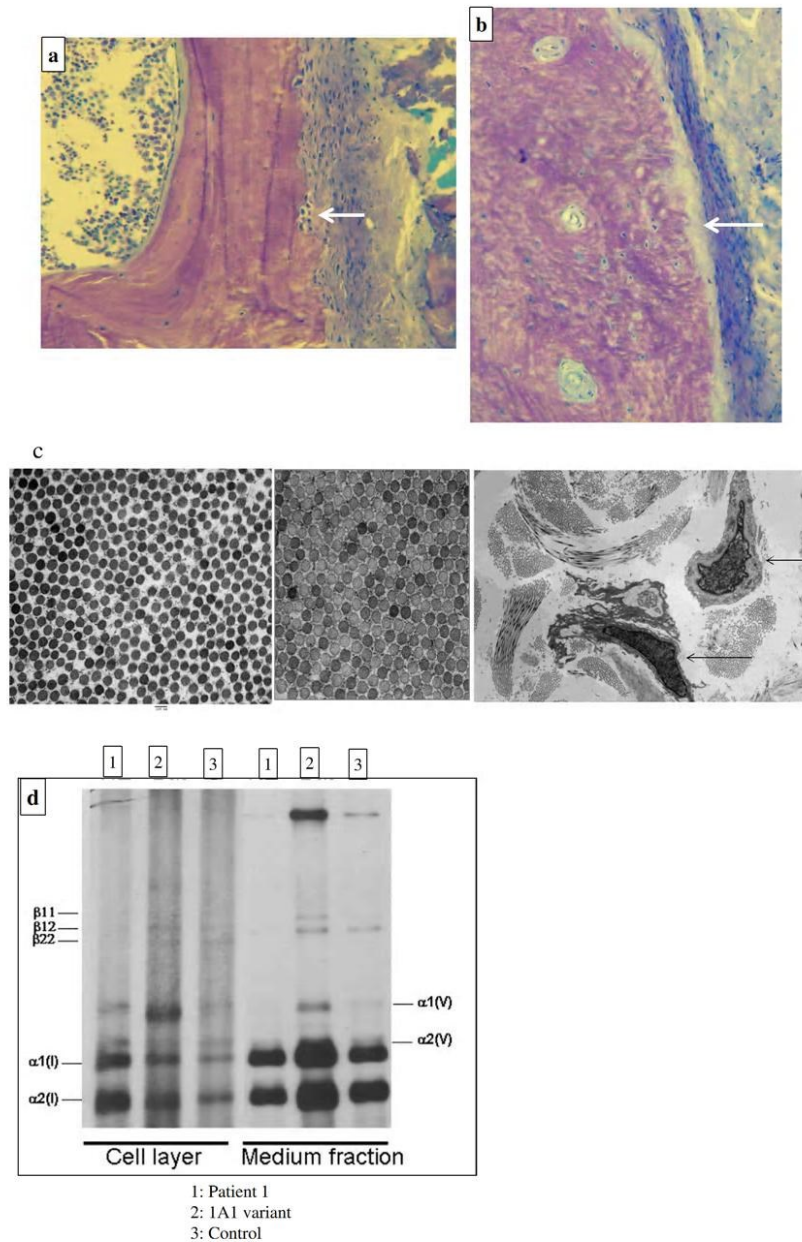 a
b
c
1 2 3 1 2 3
d
β11
β12
β22
α1(V)
α2(V)
α1(I)
α2(I)
Cell layer Medium fraction
1: Patient 1
2: 1A1 variant
3: Control